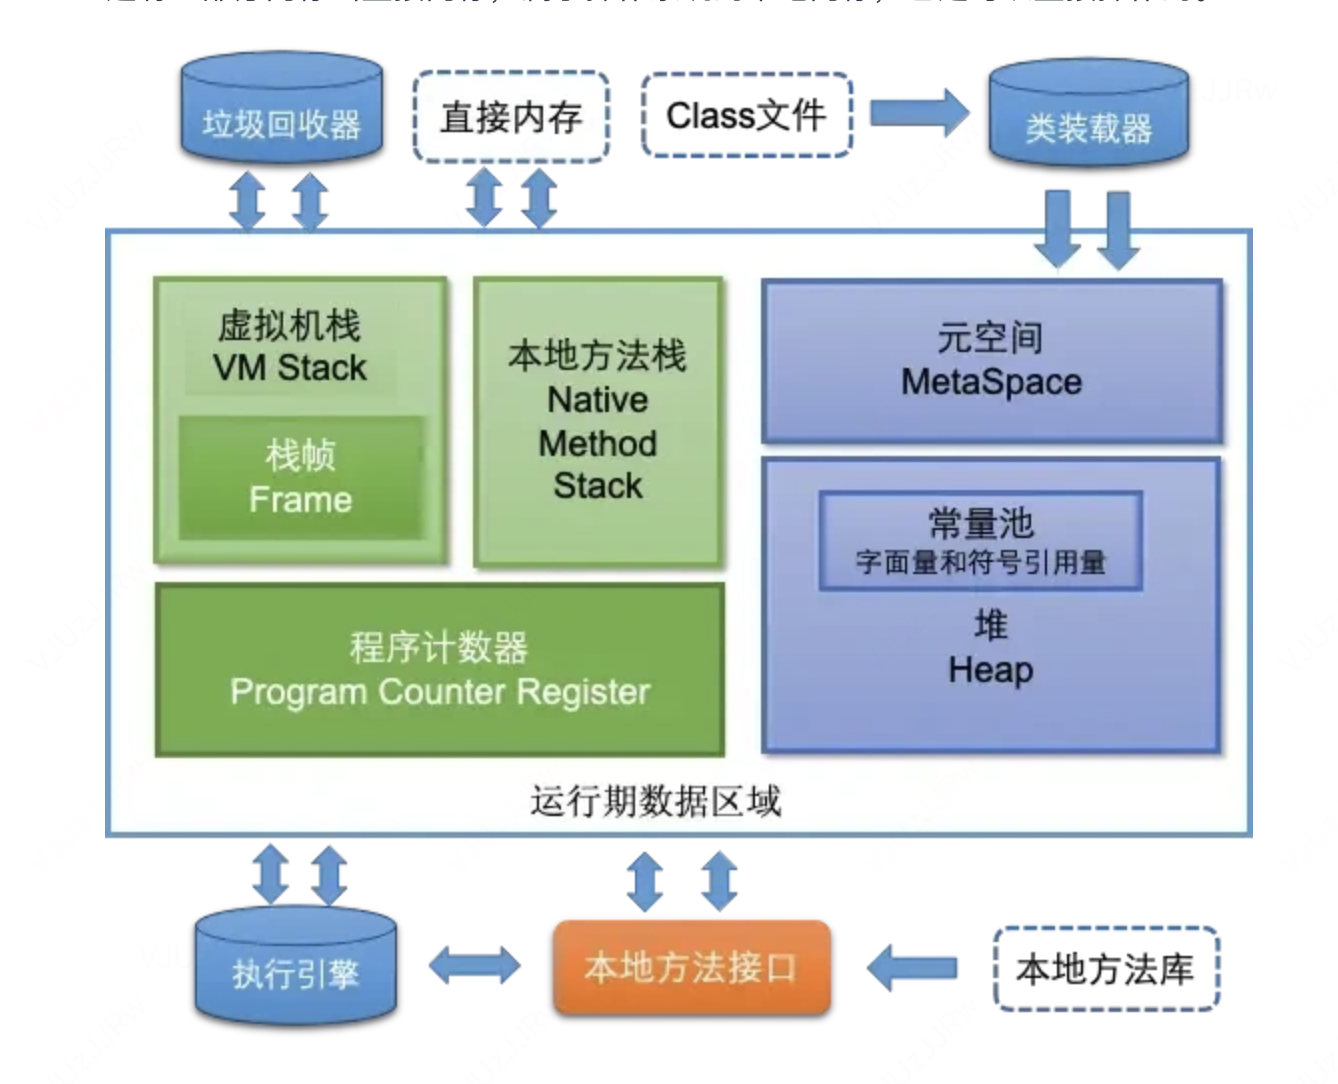 垃圾回收器
直接内存
Class文件
类装载器
虚拟机栈
VM Stack
栈帧
Frame
本地方法栈
Native
Method
Stack
元空间
MetaSpace
常量池
字面量和符号引用量
堆
Heap
程序计数器
Program Counter Register
运行期数据区域
执行引擎
本地方法接口
本地方法库